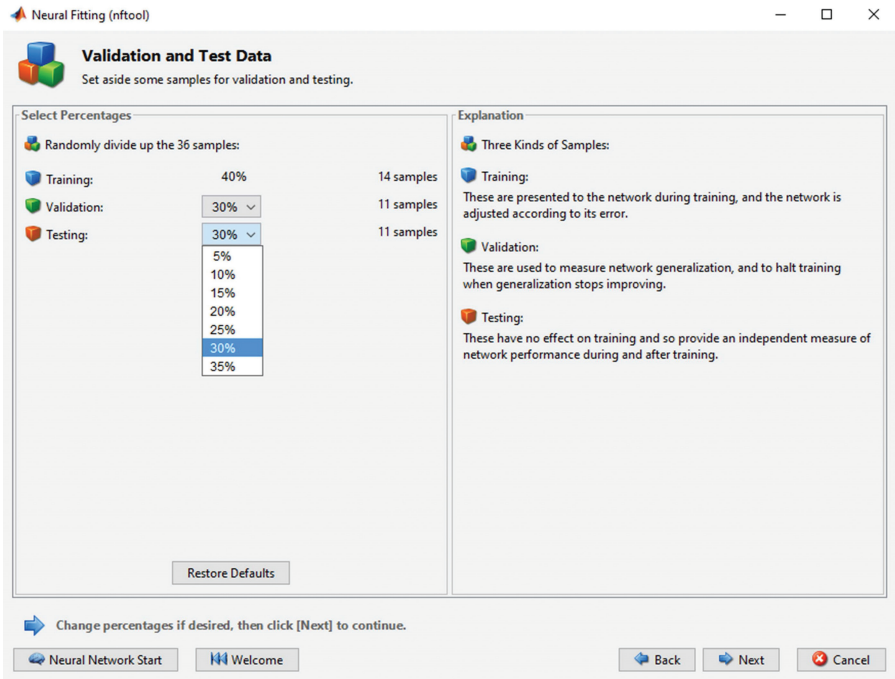 Neural Fitting (nftool)
Validation and Test Data
Set aside some samples for validation and testing.
Select Percentages
Randomly divide up the 36 samples:
Training: 40% 14 samples
Validation: 30% 11 samples
Testing: 30% 11 samples
5%
10%
15%
20%
25%
30%
35%
Restore Defaults
Explanation
Three Kinds of Samples:
Training:
These are presented to the network during training, and the network is
adjusted according to its error.
Validation:
These are used to measure network generalization, and to halt training
when generalization stops improving.
Testing:
These have no effect on training and so provide an independent measure of
network performance during and after training.
Change percentages if desired, then click [Next] to continue.
Neural Network Start Welcome Back Next Cancel